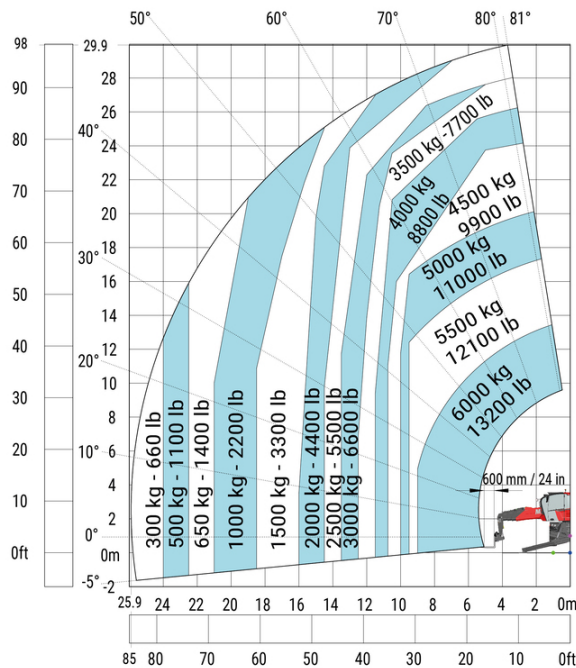 50°
60°
70°
80°
81°
98
29.9
90
28
40°
26
80
24
3500 kg -7700 lb
22
70
4000 kg
8800 lb
4500 kg
9900 lb
20
60
18
30°
5000 kg
11000 lb
50
16
14
5500 kg
12100 lb
40
12
20°
10
30
6000 kg
13200 lb
8
20
6
10°
4
600 mm / 24 in
10
2
0°
0ft
0m
-5°
-2
300 kg - 660 lb
500 kg - 1100 lb
650 kg - 1400 lb
1000 kg - 2200 lb
1500 kg - 3300 lb
2000 kg - 4400 lb
2500 kg - 5500 lb
3000 kg - 6600 lb
25.9 24 22 20 18 16 14 12 10 8 6 4 2 0m
85 80 70 60 50 40 30 20 10 0ft